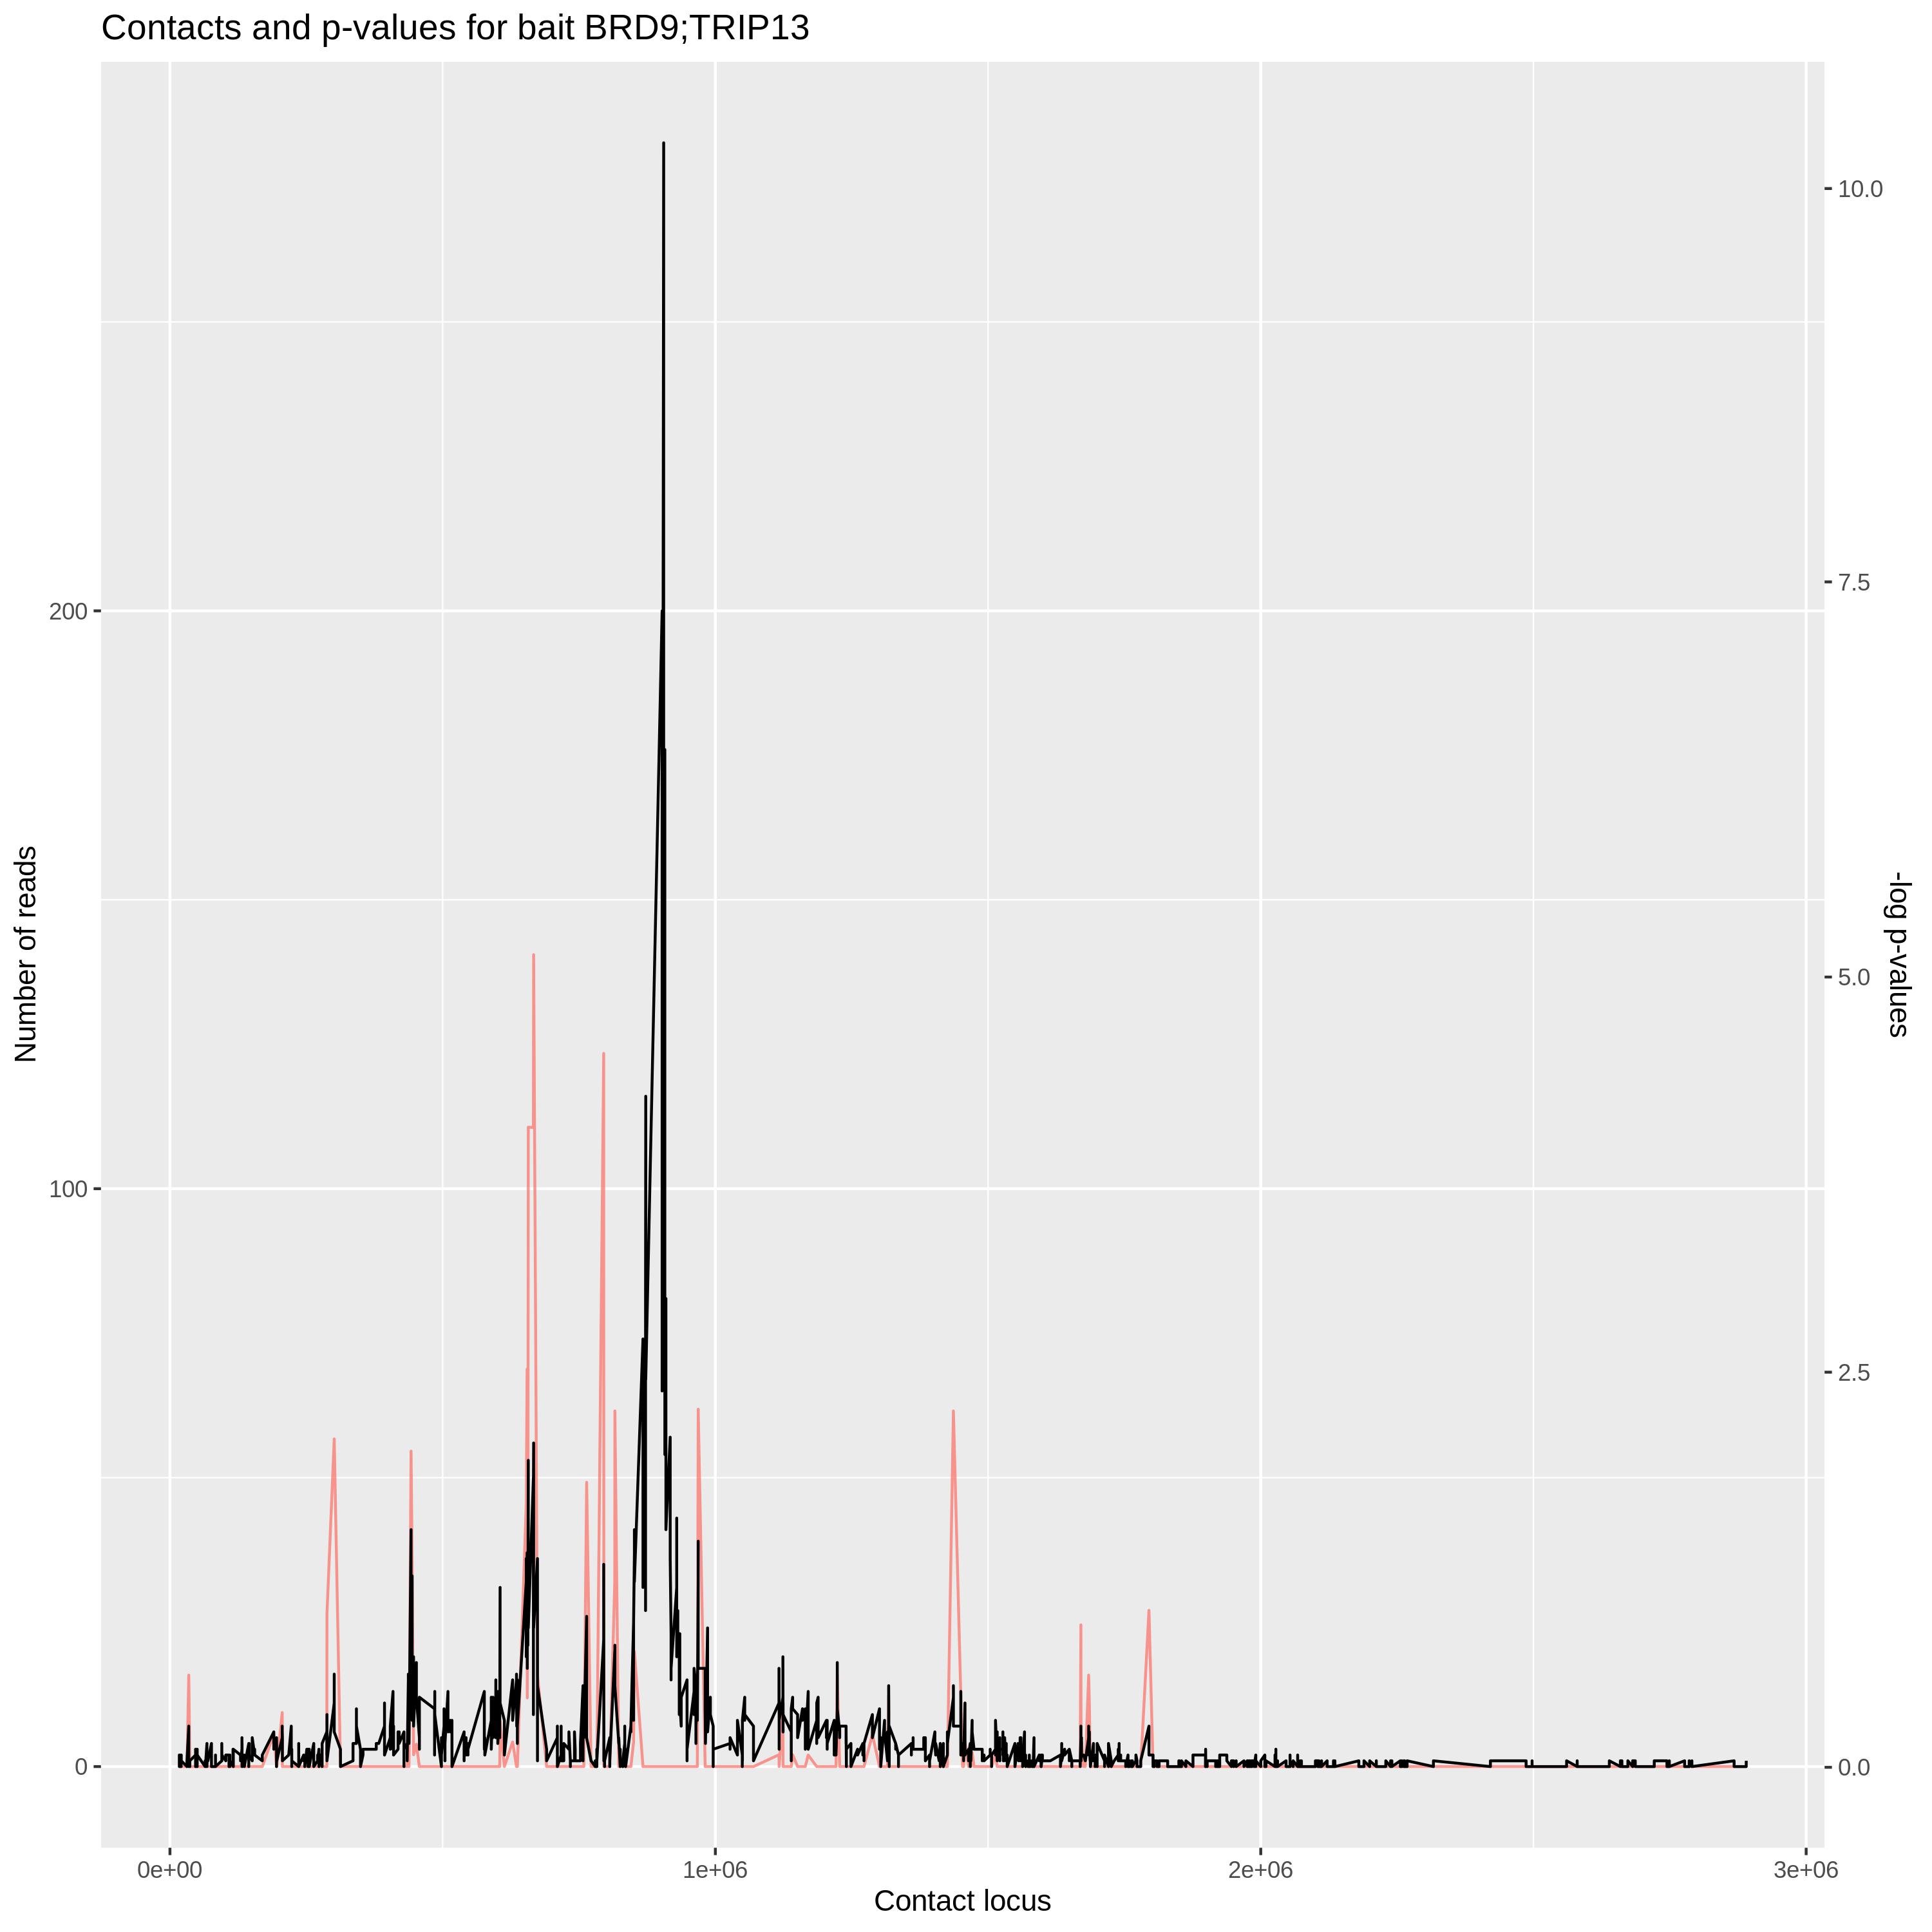 Contacts and p-values for bait BRD9;TRIP13
Number of reads
200
100
0
10.0
7.5
5.0
2.5
0.0
-log p-values
0e+00
1e+06
2e+06
3e+06
Contact locus